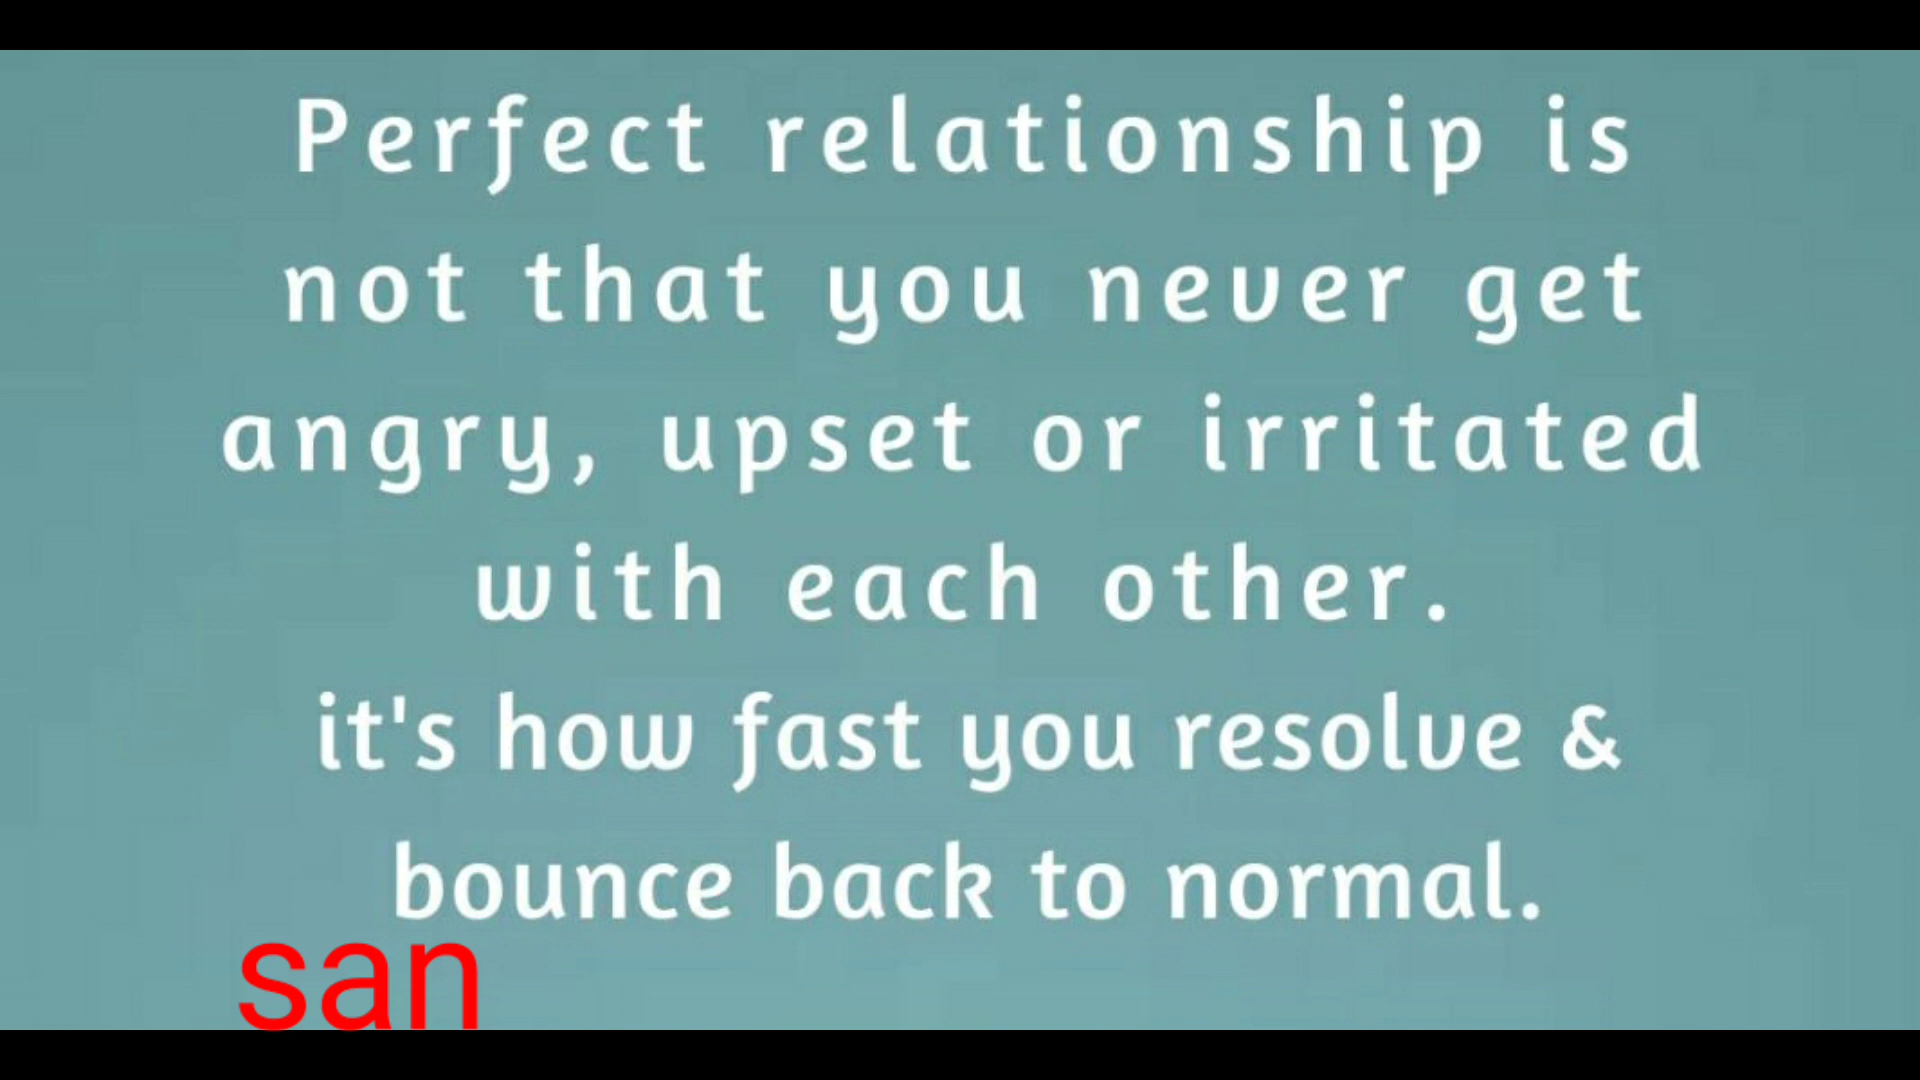 Perfect relationship is
not that you never get
angry, upset or irritated
with each other.
it's how fast you resolve &
bounce back to normal.
san